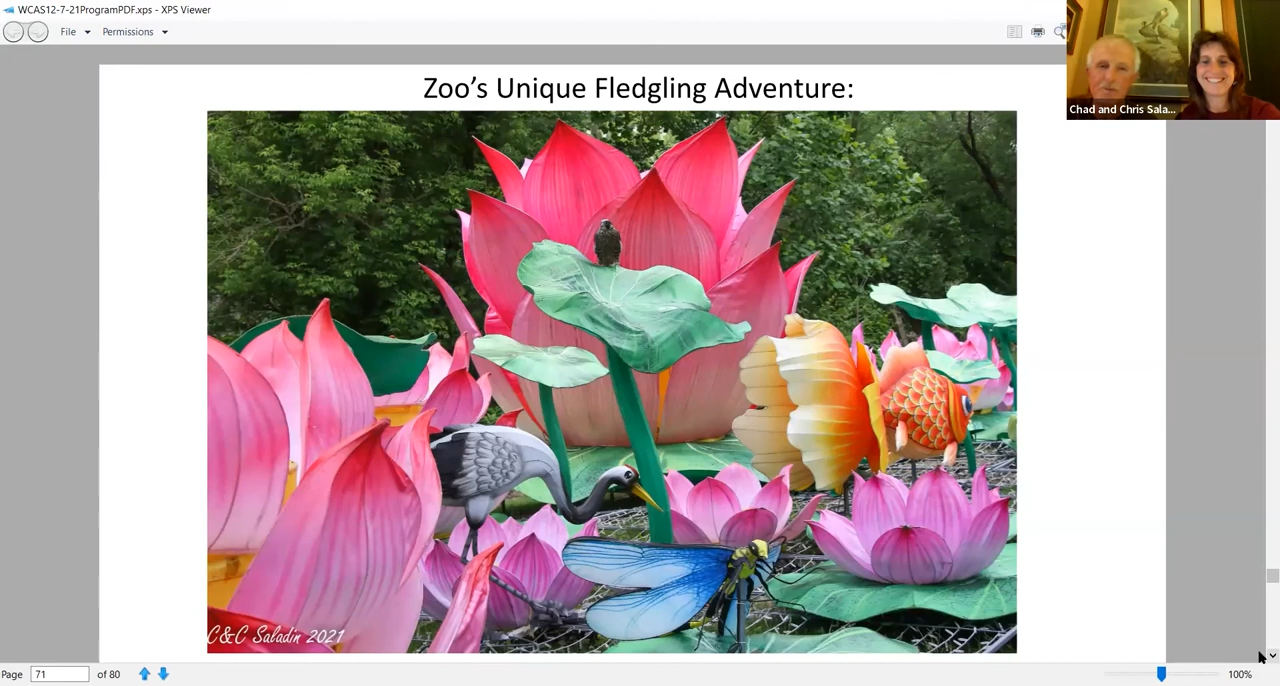 WCAS12-7-21ProgramPDF.xps - XPS Viewer
File Permissions
Chad and Chris Sala...
Zoo's Unique Fledgling Adventure:
C&C Saladin 2021
Page 71 of 80
100%